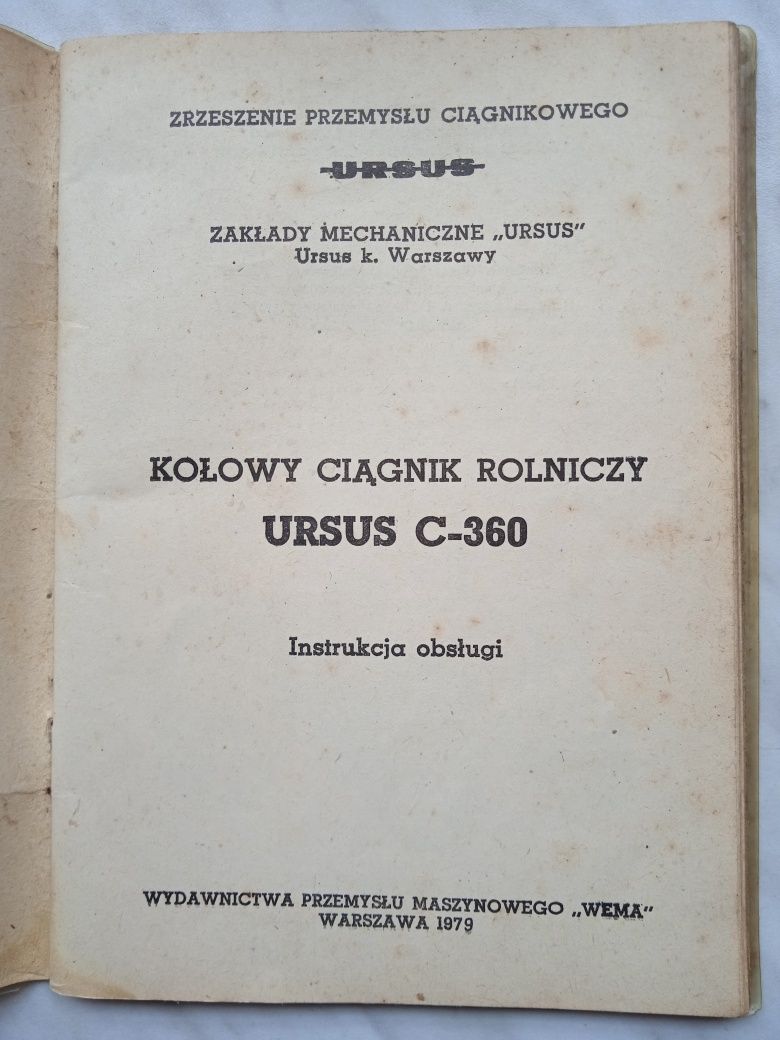 ZRZESZENIE PRZEMYSŁU CIĄGNIKOWEGO
URSUS
ZAKŁADY MECHANICZNE „URSUS"
Ursus k. Warszawy
KOŁOWY CIĄGNIK ROLNICZY
URSUS C-360
Instrukcja obsługi
WYDAWNICTWA PRZEMYSŁU MASZYNOWEGO „WEMA"
WARSZAWA 1979